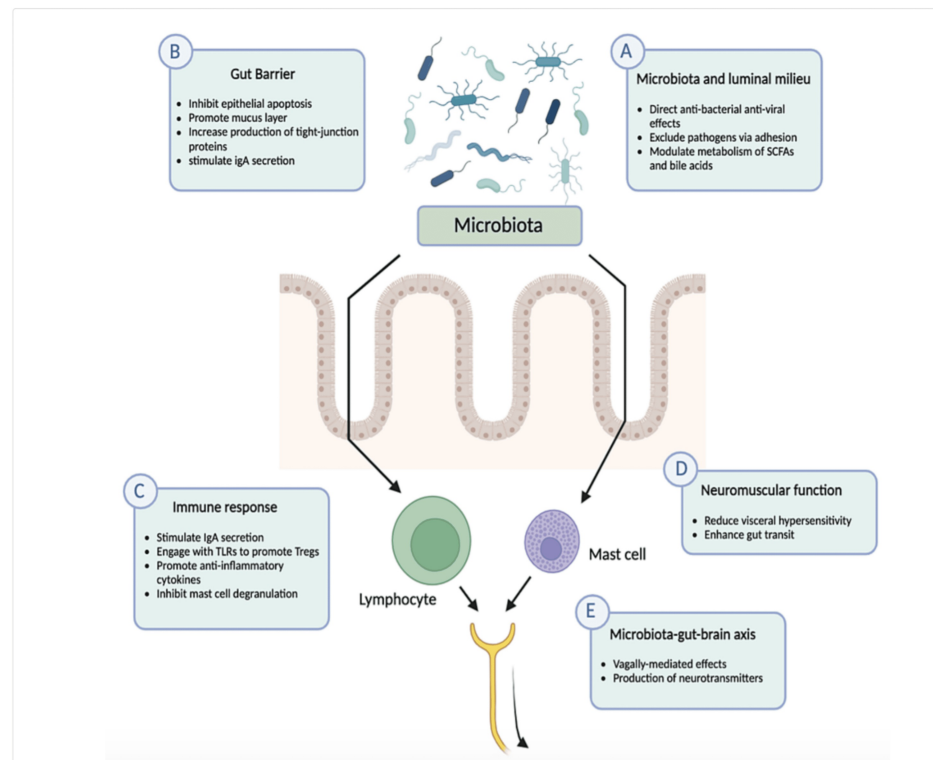 B
Gut Barrier
• Inhibit epithelial apoptosis
• Promote mucus layer
• Increase production of tight-junction
proteins
• stimulate igA secretion
A
Microbiota and luminal milieu
• Direct anti-bacterial anti-viral
effects
• Exclude pathogens via adhesion
• Modulate metabolism of SCFAs
and bile acids
Microbiota
C
Immune response
• Stimulate IgA secretion
• Engage with TLRs to promote Tregs
• Promote anti-inflammatory
cytokines
• Inhibit mast cell degranulation
D
Neuromuscular function
• Reduce visceral hypersensitivity
• Enhance gut transit
Lymphocyte
Mast cell
E
Microbiota-gut-brain axis
• Vagally-mediated effects
• Production of neurotransmitters